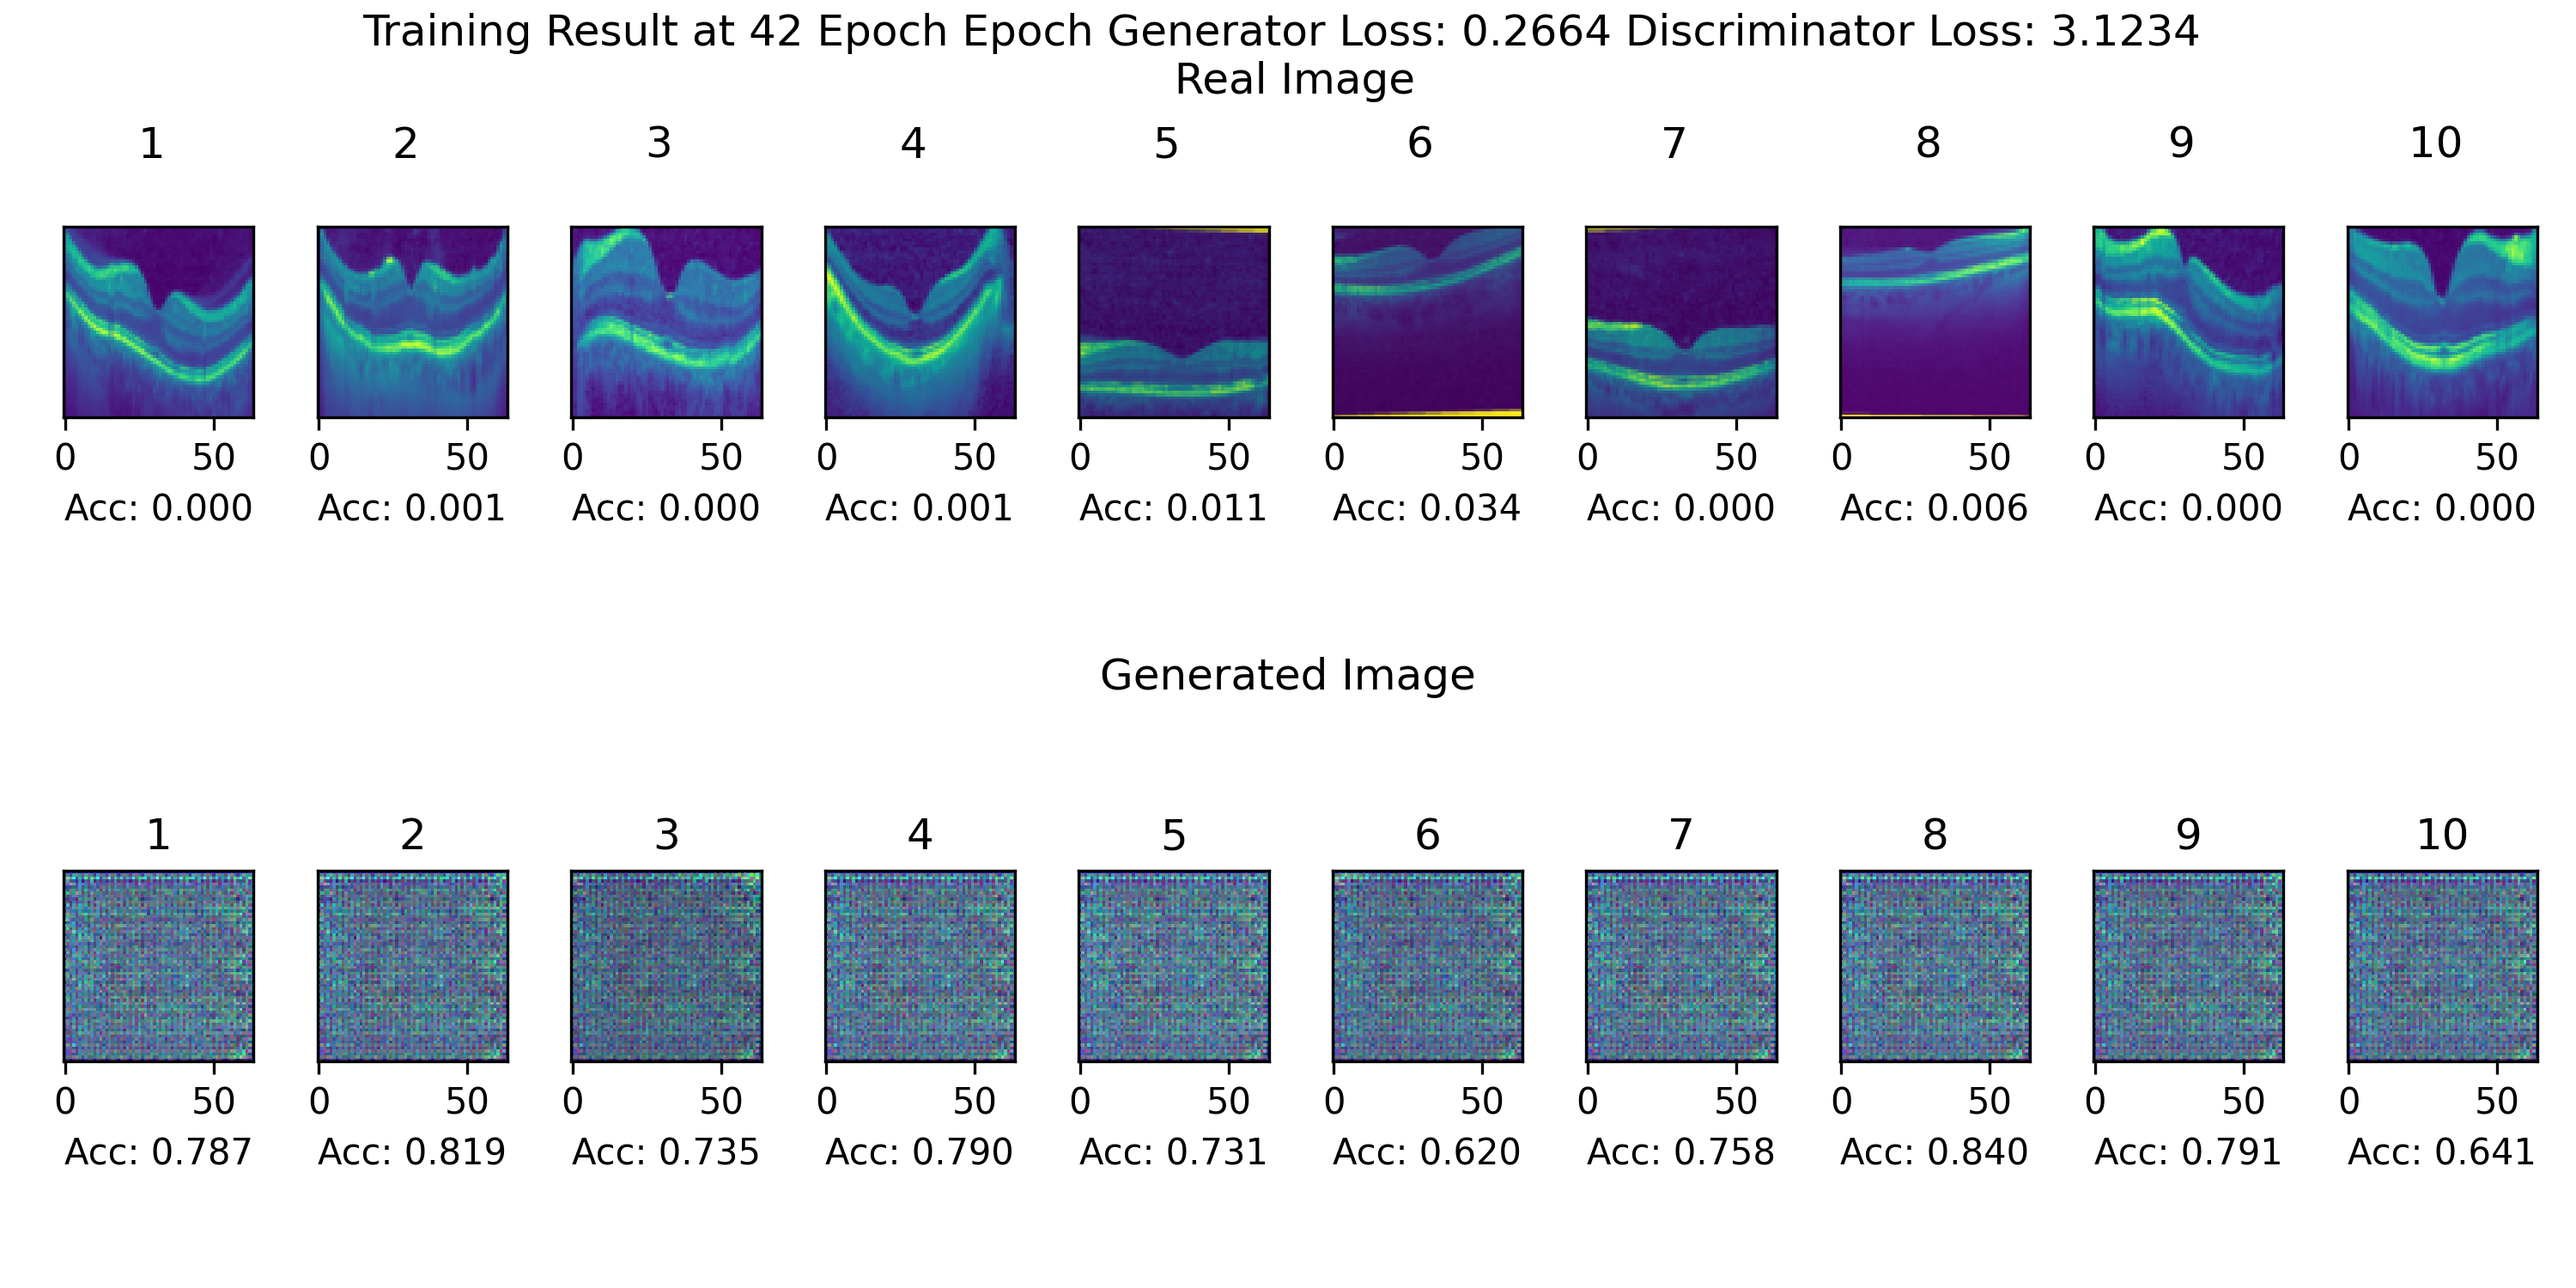 Training Result at 42 Epoch Epoch Generator Loss: 0.2664 Discriminator Loss: 3.1234
Real Image
1 2 3 4 5 6 7 8 9 10
0 50 0 50 0 50 0 50 0 50 0 50 0 50 0 50 0 50 0 50
Acc: 0.000 Acc: 0.001 Acc: 0.000 Acc: 0.001 Acc: 0.011 Acc: 0.034 Acc: 0.000 Acc: 0.006 Acc: 0.000 Acc: 0.000
Generated Image
1 2 3 4 5 6 7 8 9 10
0 50 0 50 0 50 0 50 0 50 0 50 0 50 0 50 0 50 0 50
Acc: 0.787 Acc: 0.819 Acc: 0.735 Acc: 0.790 Acc: 0.731 Acc: 0.620 Acc: 0.758 Acc: 0.840 Acc: 0.791 Acc: 0.641